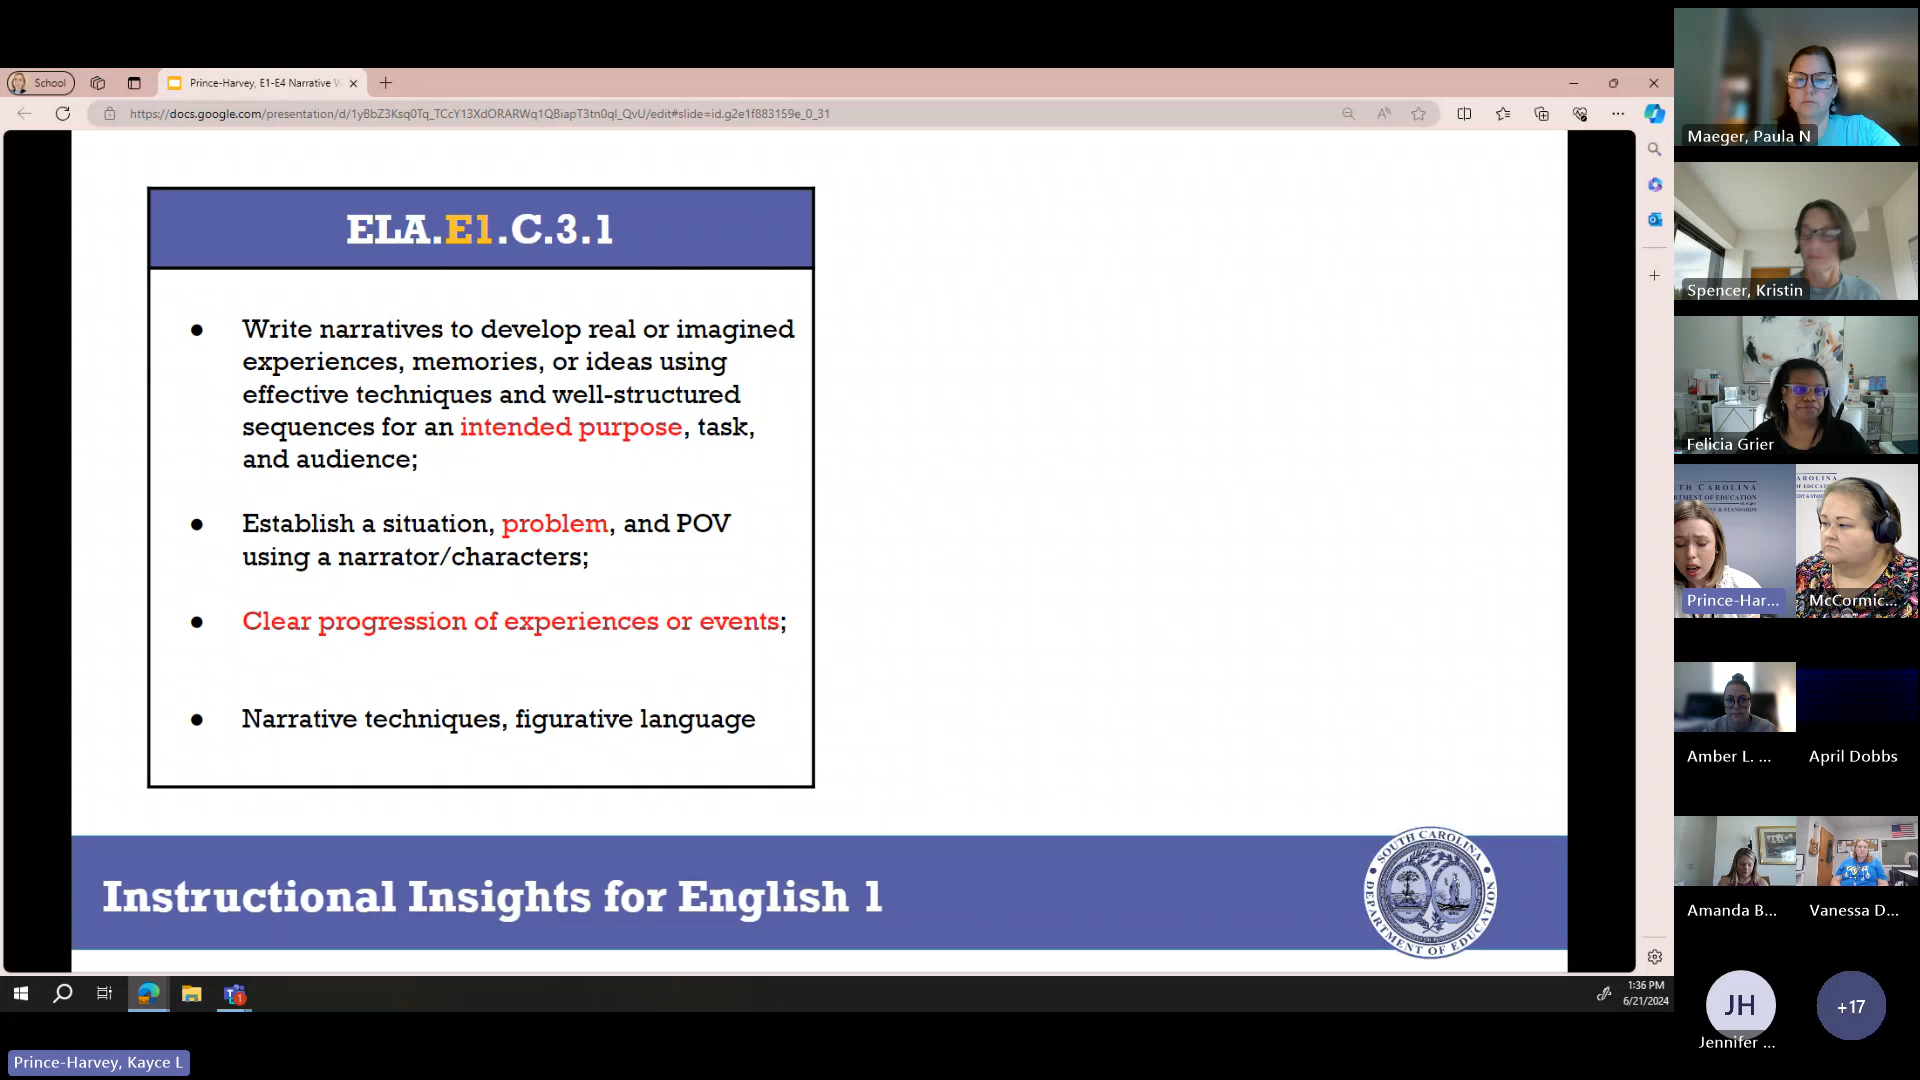 School
Prince-Harvey, E1-E4 Narrative W
https://docs.google.com/presentation/d/1yBbZ3Ksq0Tq_TCcY13XdORARWq1QBiapT3tn0ql_QvU/edit#slide=id.g2e1f883159e_0_31
ELA.E1.C.3.1
● Write narratives to develop real or imagined
experiences, memories, or ideas using
effective techniques and well-structured
sequences for an intended purpose, task,
and audience;
● Establish a situation, problem, and POV
using a narrator/characters;
● Clear progression of experiences or events;
● Narrative techniques, figurative language
Instructional Insights for English 1
SOUTH CAROLINA
DEPARTMENT OF EDUCATION
1:36 PM
6/21/2024
Prince-Harvey, Kayce L
Maeger, Paula N
Spencer, Kristin
Felicia Grier
Prince-Har...
McCormic...
Amber L. ...
April Dobbs
Amanda B...
Vanessa D...
JH
+17
Jennifer ...